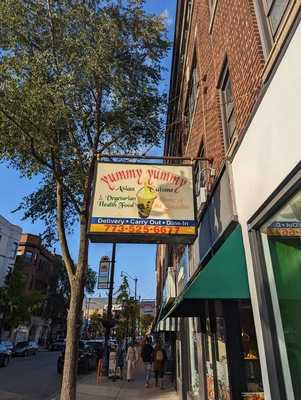 Yummy Yummy
Asian Cuisine
& Vegetarian
Health Food
Delivery • Carry Out • Dine-In
773-525-6677